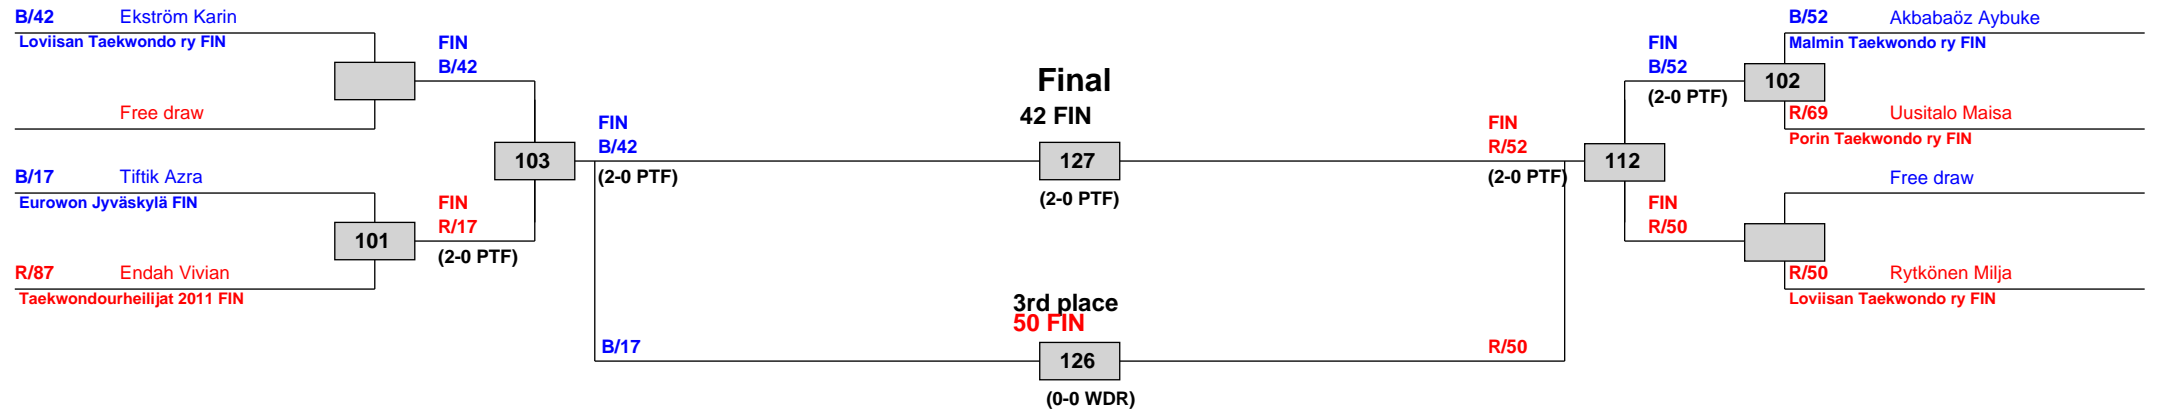 B/42 Ekström Karin
Loviisan Taekwondo ry FIN
Free draw
B/17 Tiftik Azra
Eurowon Jyväskylä FIN
R/87 Endah Vivian
Taekwondourheilijat 2011 FIN
FIN
B/42
101
FIN
R/17
(2-0 PTF)
103
FIN
B/42
(2-0 PTF)
B/17
Final
42 FIN
127
(2-0 PTF)
3rd place
50 FIN
126
(0-0 WDR)
FIN
R/52
(2-0 PTF)
R/50
112
FIN
B/52
(2-0 PTF)
FIN
R/50
102
B/52 Akbabaöz Aybuke
Malmin Taekwondo ry FIN
R/69 Uusitalo Maisa
Porin Taekwondo ry FIN
Free draw
R/50 Rytkönen Milja
Loviisan Taekwondo ry FIN